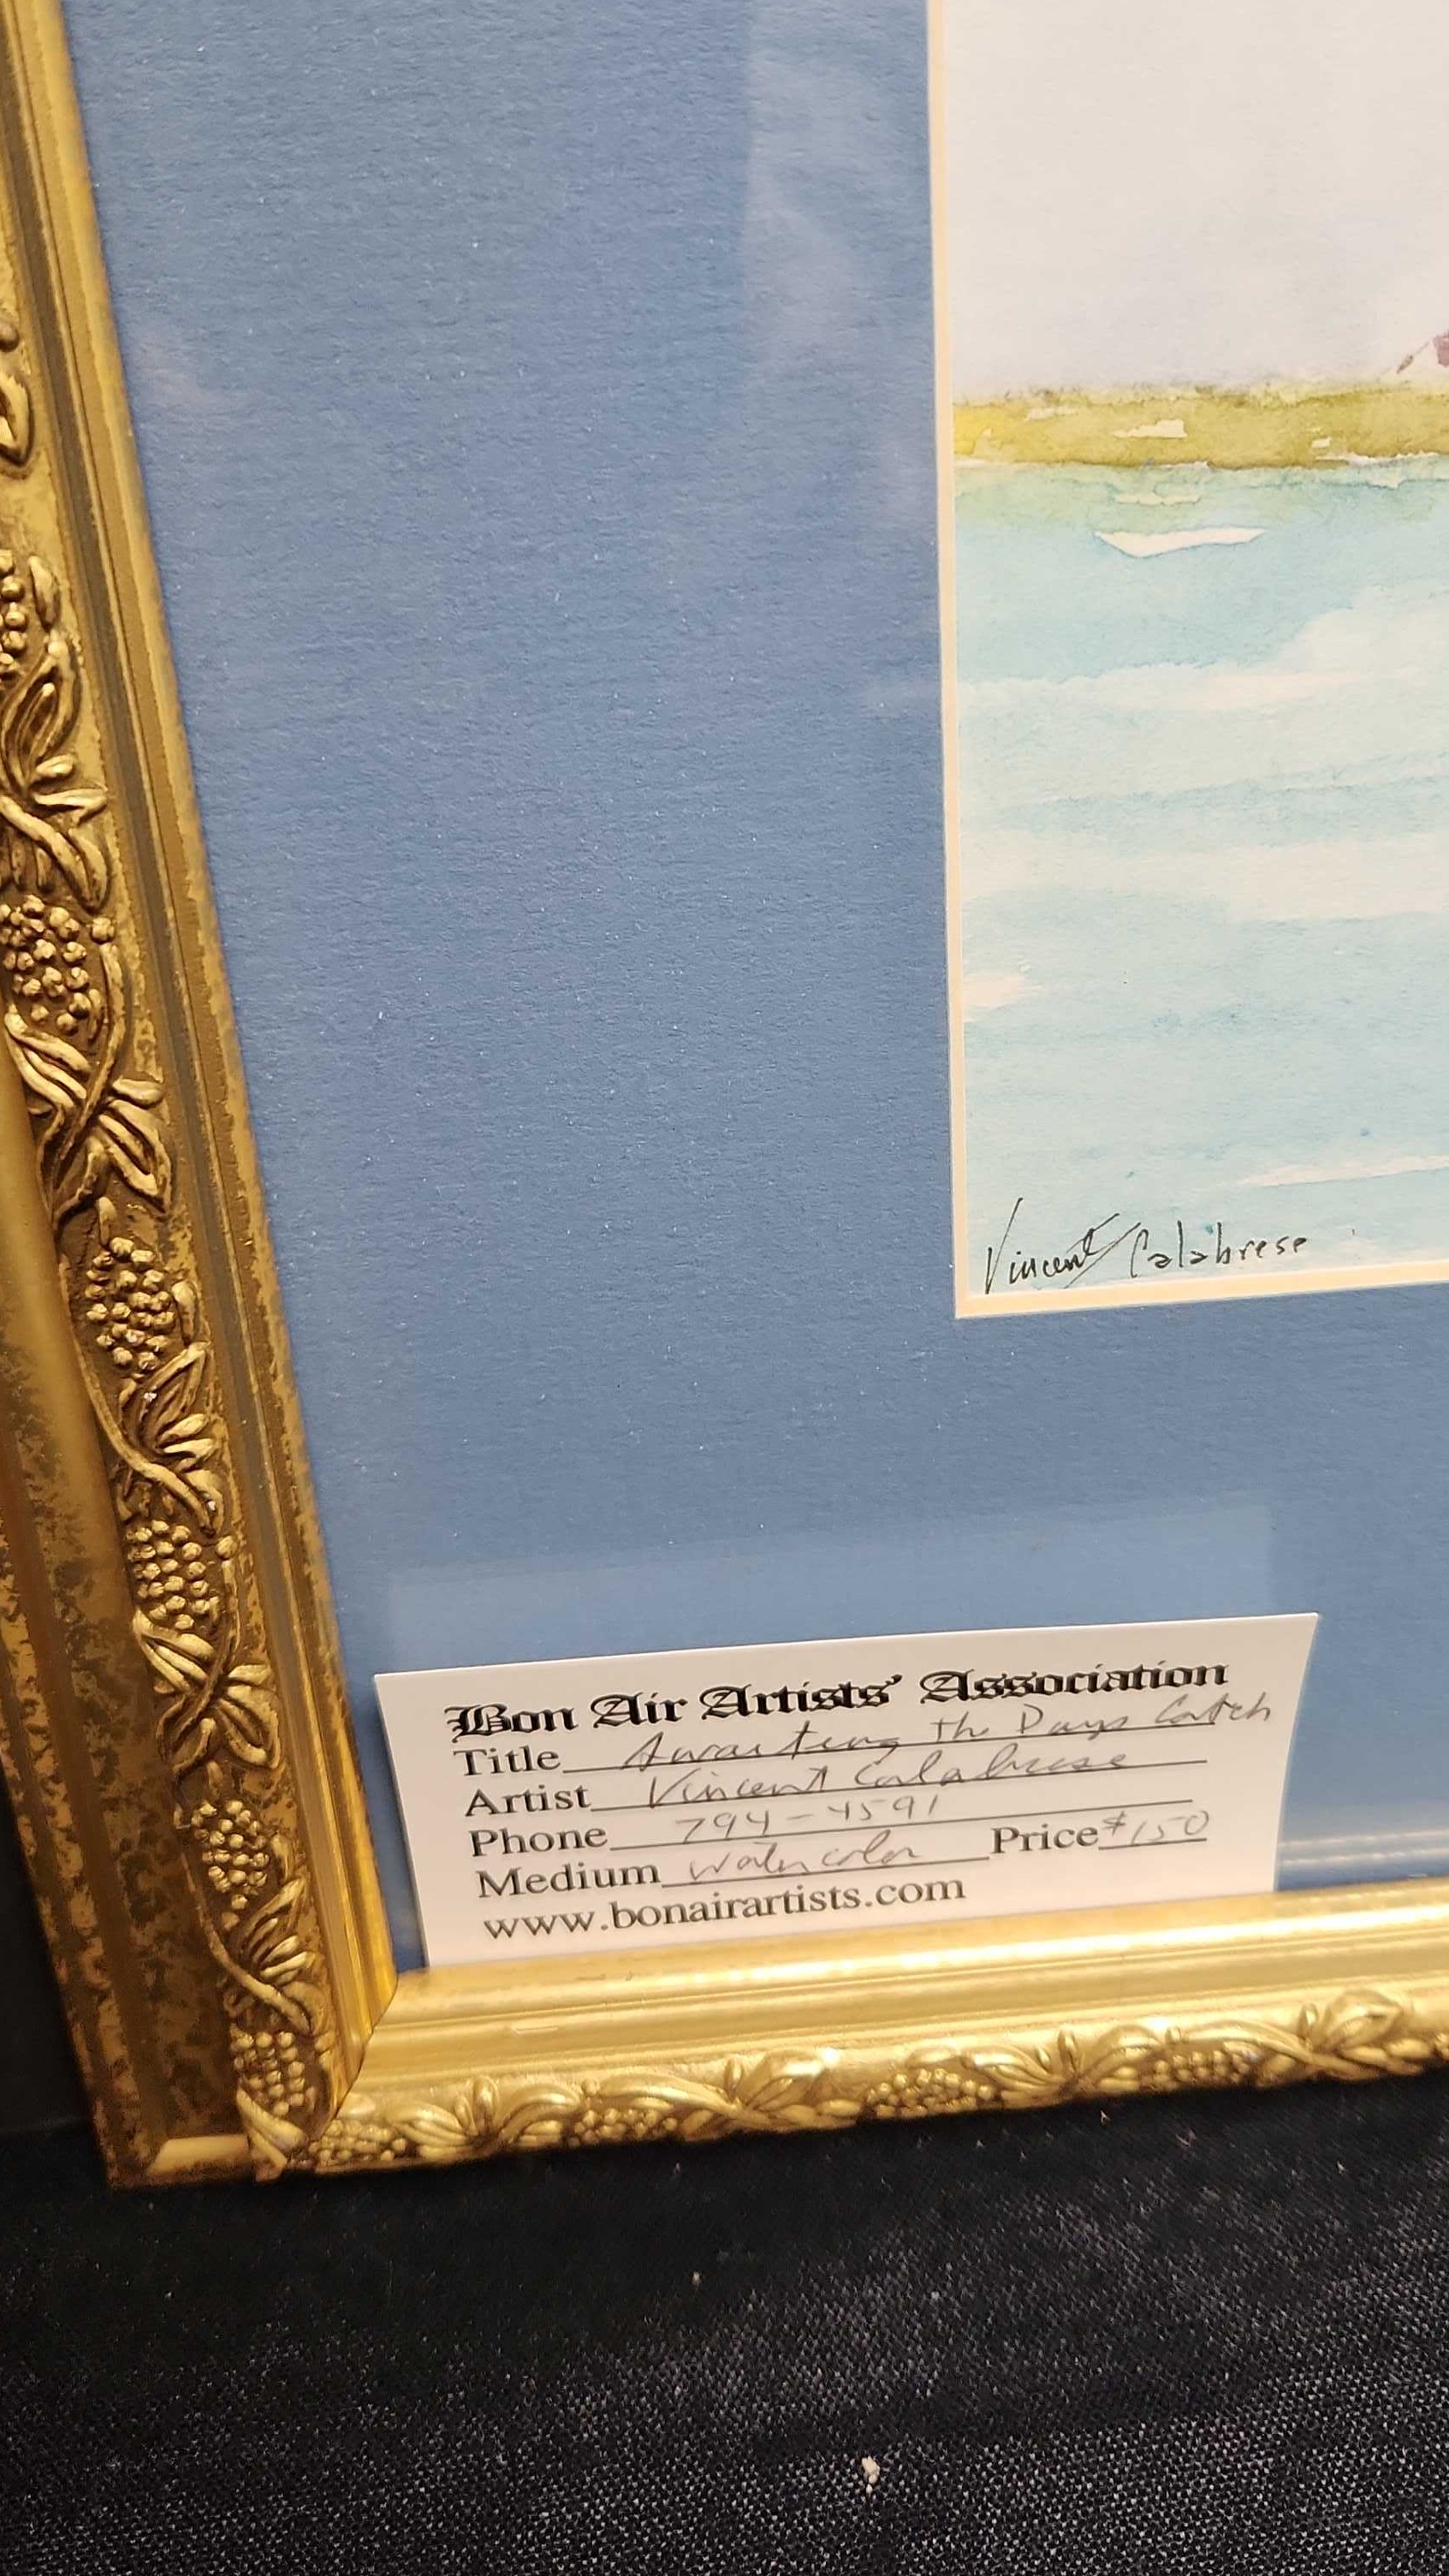 Vincent Calabrese
Bon Air Artists' Association
Title Awaiting the Days Catch
Artist Vincent Calabrese
Phone 794-4591
Medium watercolor Price $150
www.bonairartists.com